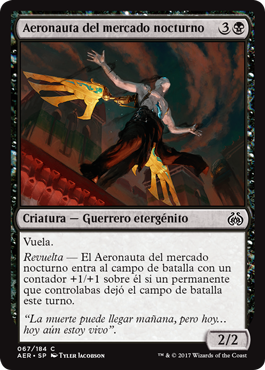 Aeronauta del mercado nocturno 3
Criatura — Guerrero etergénito
Vuela.
Revuelta — El Aeronauta del mercado
nocturno entra al campo de batalla con un
contador +1/+1 sobre él si un permanente
que controlabas dejó el campo de batalla
este turno.
“La muerte puede llegar mañana, pero hoy...
hoy aún estoy vivo”.
2/2
067/184 C
AER • SP Tyler Jacobson
™ & © 2017 Wizards of the Coast